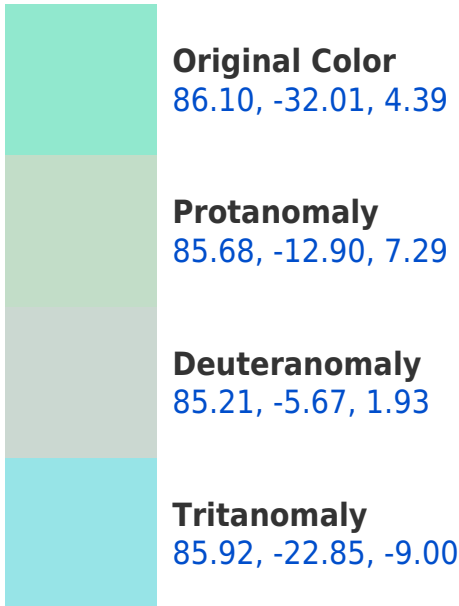 Original Color
86.10, -32.01, 4.39
Protanomaly
85.68, -12.90, 7.29
Deuteranomaly
85.21, -5.67, 1.93
Tritanomaly
85.92, -22.85, -9.00